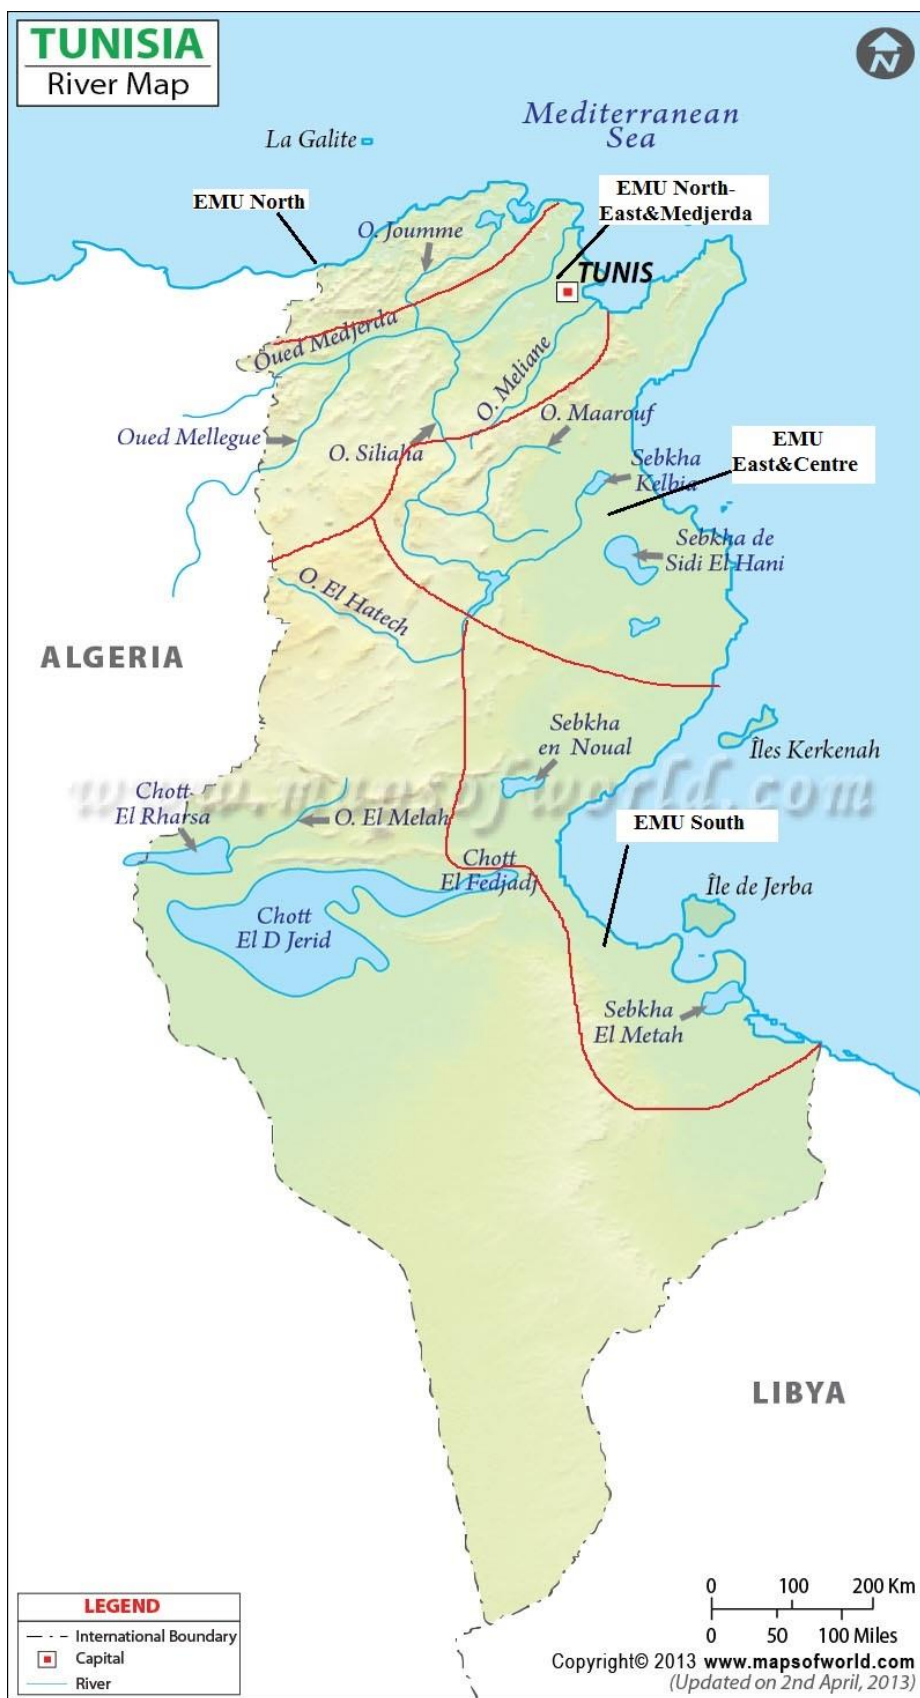 TUNISIA
River Map
N
Mediterranean
Sea
La Galite
EMU North
EMU North-
East&Medjerda
O. Joumme
TUNIS
Oued Medjerda
O. Meliane
O. Maarouf
Oued Mellegue
O. Siliaha
EMU
East&Centre
Sebkha
Kelbia
Sebkha de
Sidi El Hani
O. El Hatech
ALGERIA
Sebkha
en Noual
Îles Kerkenah
www.mapsofworld.com
Chott
El Rharsa
O. El Melah
EMU South
Chott
El Fedjadj
Île de Jerba
Chott
El D Jerid
Sebkha
El Metah
LIBYA
LEGEND
International Boundary
Capital
River
0 100 200 Km
0 50 100 Miles
Copyright© 2013 www.mapsofworld.com
(Updated on 2nd April, 2013)